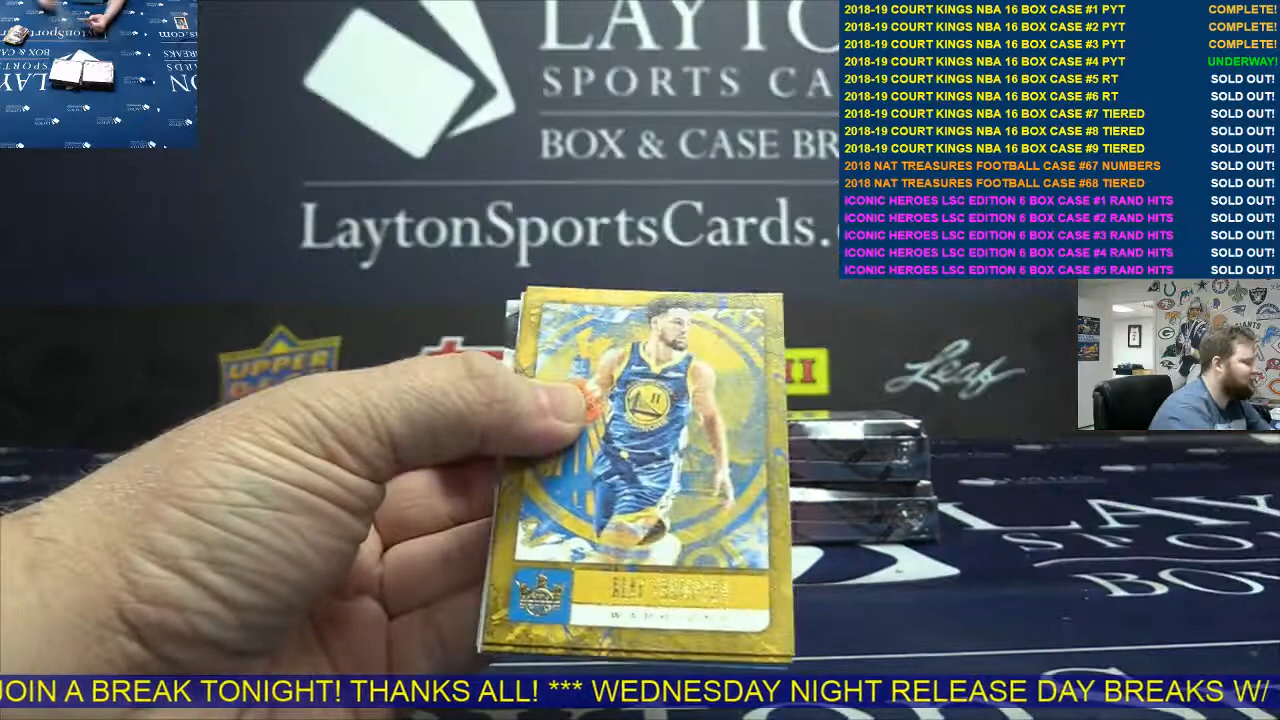 LAYTON
SPORTS CA
BOX & CASE BR
LaytonSportsCards.
2018-19 COURT KINGS NBA 16 BOX CASE #1 PYT COMPLETE!
2018-19 COURT KINGS NBA 16 BOX CASE #2 PYT COMPLETE!
2018-19 COURT KINGS NBA 16 BOX CASE #3 PYT COMPLETE!
2018-19 COURT KINGS NBA 16 BOX CASE #4 PYT UNDERWAY!
2018-19 COURT KINGS NBA 16 BOX CASE #5 RT SOLD OUT!
2018-19 COURT KINGS NBA 16 BOX CASE #6 RT SOLD OUT!
2018-19 COURT KINGS NBA 16 BOX CASE #7 TIERED SOLD OUT!
2018-19 COURT KINGS NBA 16 BOX CASE #8 TIERED SOLD OUT!
2018-19 COURT KINGS NBA 16 BOX CASE #9 TIERED SOLD OUT!
2018 NAT TREASURES FOOTBALL CASE #67 NUMBERS SOLD OUT!
2018 NAT TREASURES FOOTBALL CASE #68 TIERED SOLD OUT!
ICONIC HEROES LSC EDITION 6 BOX CASE #1 RAND HITS SOLD OUT!
ICONIC HEROES LSC EDITION 6 BOX CASE #2 RAND HITS SOLD OUT!
ICONIC HEROES LSC EDITION 6 BOX CASE #3 RAND HITS SOLD OUT!
ICONIC HEROES LSC EDITION 6 BOX CASE #4 RAND HITS SOLD OUT!
ICONIC HEROES LSC EDITION 6 BOX CASE #5 RAND HITS SOLD OUT!
UPPER
Leaf
11
LAY
BO
JOIN A BREAK TONIGHT! THANKS ALL! *** WEDNESDAY NIGHT RELEASE DAY BREAKS W/